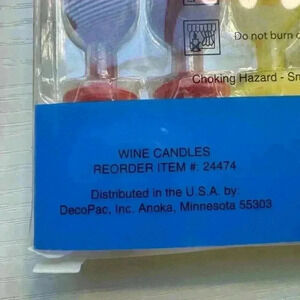 Do not burn
Choking Hazard - Sm
WINE CANDLES
REORDER ITEM #: 24474
Distributed in the U.S.A. by:
DecoPac, Inc. Anoka, Minnesota 55303